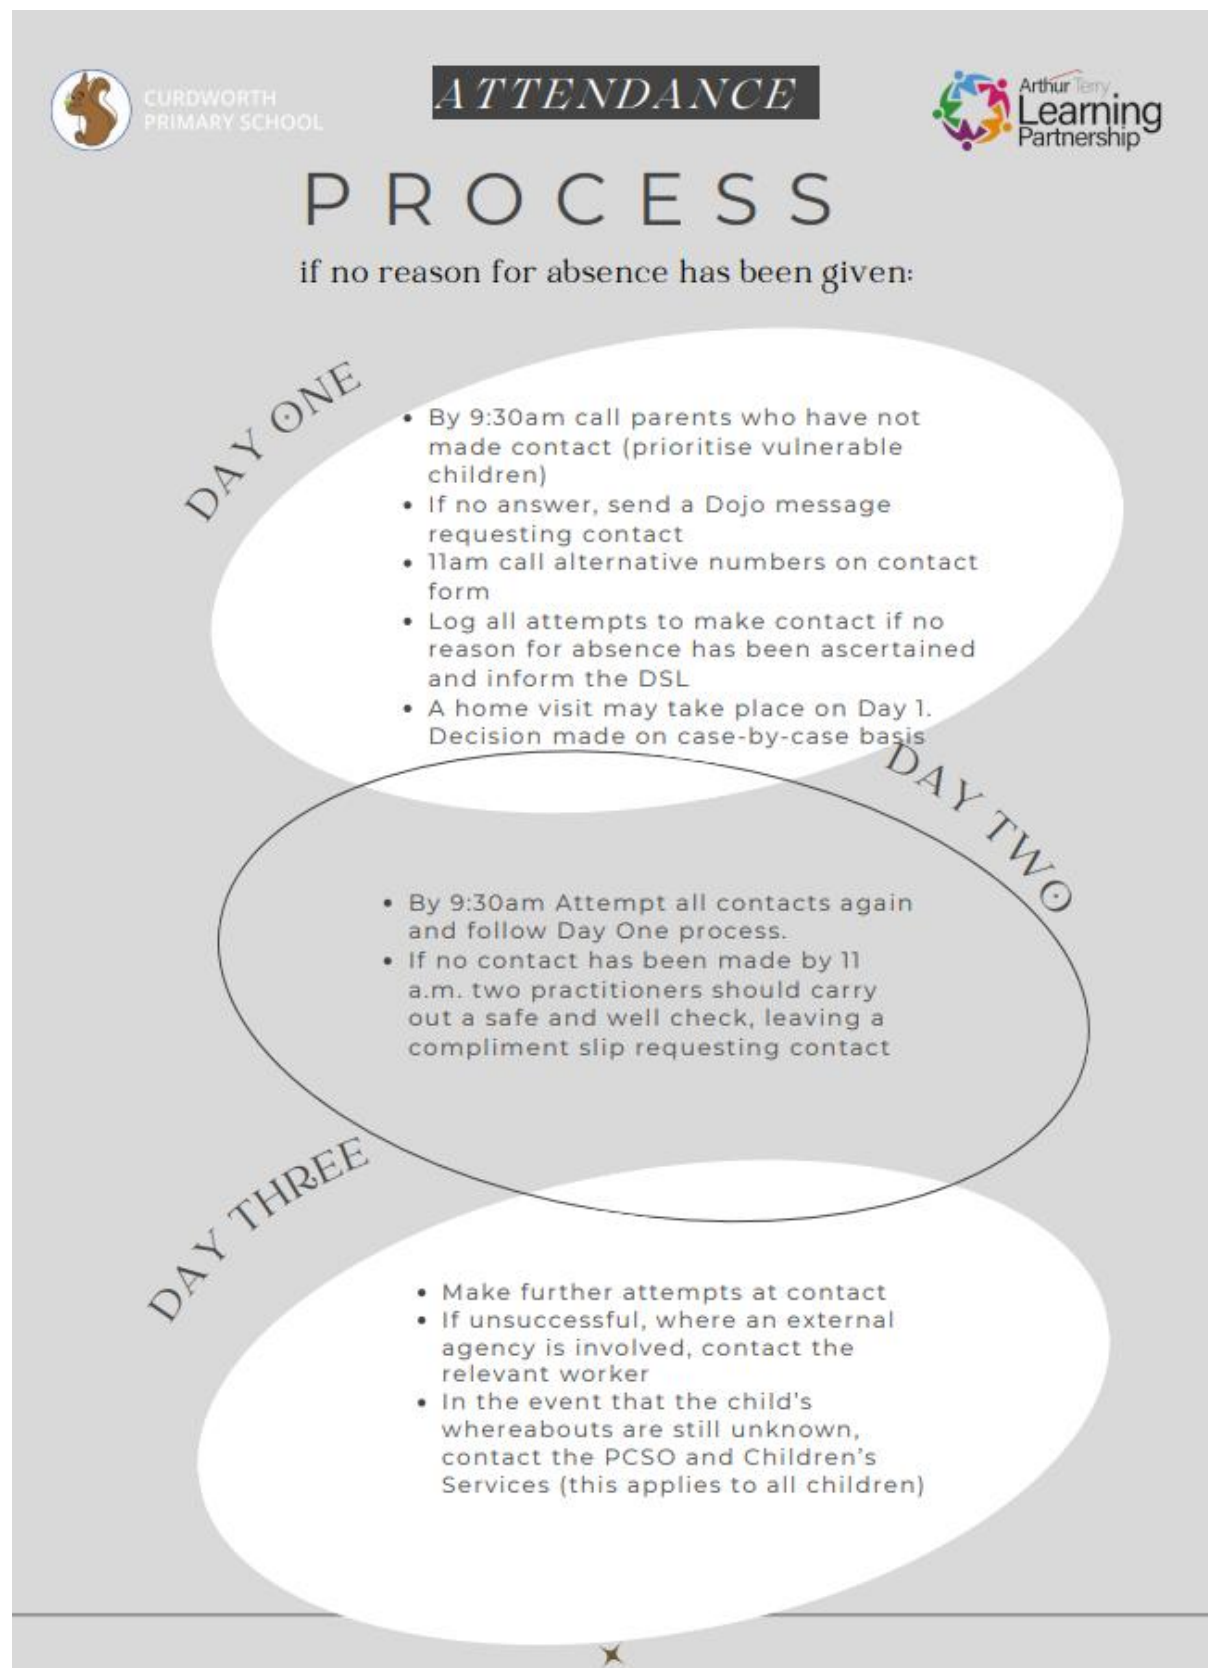 CURDWORTH
PRIMARY SCHOOL
ATTENDANCE
Arthur Terry
Learning
Partnership
PROCESS
if no reason for absence has been given:
DAY ONE
• By 9:30am call parents who have not
made contact (prioritise vulnerable
children)
• If no answer, send a Dojo message
requesting contact
• 11am call alternative numbers on contact
form
• Log all attempts to make contact if no
reason for absence has been ascertained
and inform the DSL
• A home visit may take place on Day 1.
Decision made on case-by-case basis
DAY TWO
• By 9:30am Attempt all contacts again
and follow Day One process.
• If no contact has been made by 11
a.m. two practitioners should carry
out a safe and well check, leaving a
compliment slip requesting contact
DAY THREE
• Make further attempts at contact
• If unsuccessful, where an external
agency is involved, contact the
relevant worker
• In the event that the child's
whereabouts are still unknown,
contact the PCSO and Children's
Services (this applies to all children)